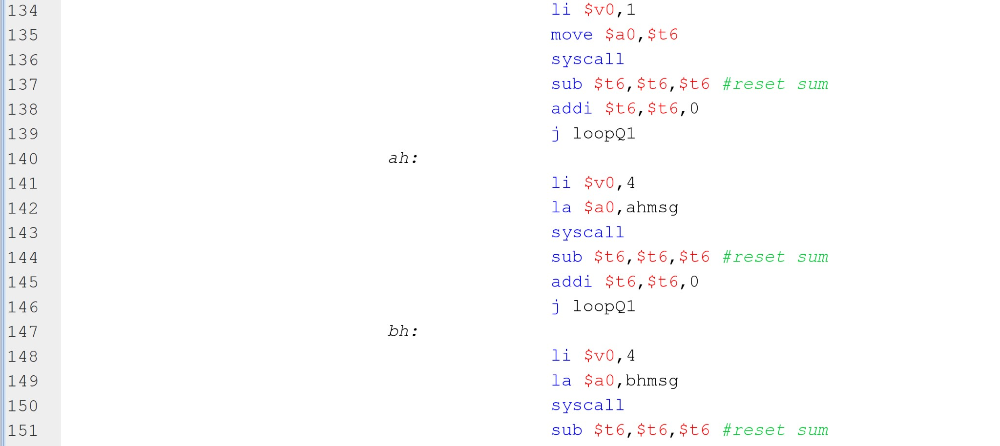 134 li $v0,1
135 move $a0,$t6
136 syscall
137 sub $t6,$t6,$t6 #reset sum
138 addi $t6,$t6,0
139 j loopQ1
140 ah:
141 li $v0,4
142 la $a0,ahmsg
143 syscall
144 sub $t6,$t6,$t6 #reset sum
145 addi $t6,$t6,0
146 j loopQ1
147 bh:
148 li $v0,4
149 la $a0,bhmsg
150 syscall
151 sub $t6,$t6,$t6 #reset sum